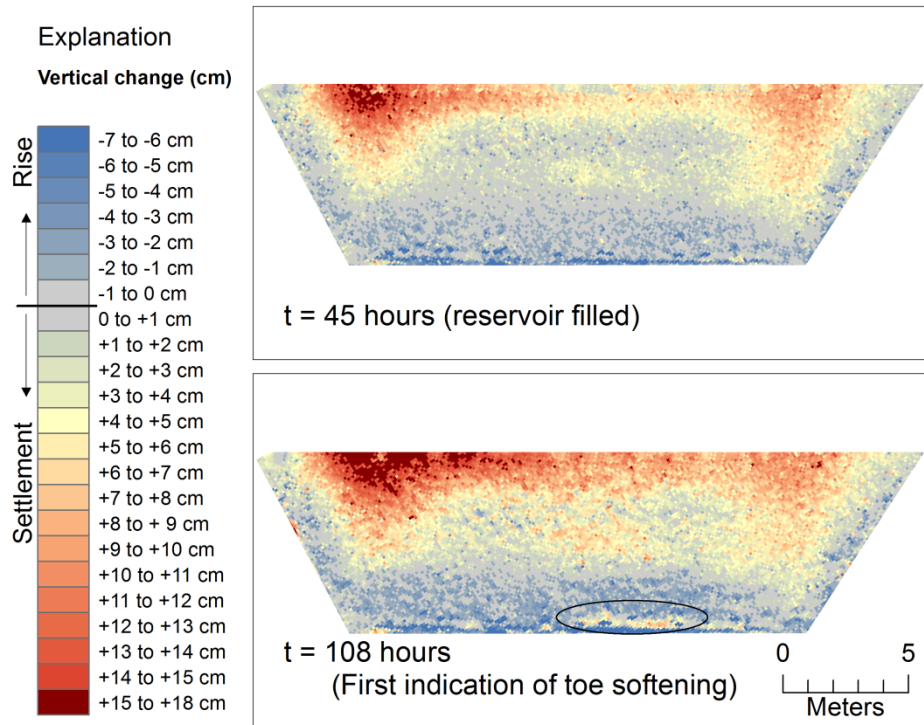 Explanation
Vertical change (cm)
Rise
Settlement
-7 to -6 cm
-6 to -5 cm
-5 to -4 cm
-4 to -3 cm
-3 to -2 cm
-2 to -1 cm
-1 to 0 cm
0 to +1 cm
+1 to +2 cm
+2 to +3 cm
+3 to +4 cm
+4 to +5 cm
+5 to +6 cm
+6 to +7 cm
+7 to +8 cm
+8 to + 9 cm
+9 to +10 cm
+10 to +11 cm
+11 to +12 cm
+12 to +13 cm
+13 to +14 cm
+14 to +15 cm
+15 to +18 cm
t = 45 hours (reservoir filled)
t = 108 hours
(First indication of toe softening)
0 5
Meters